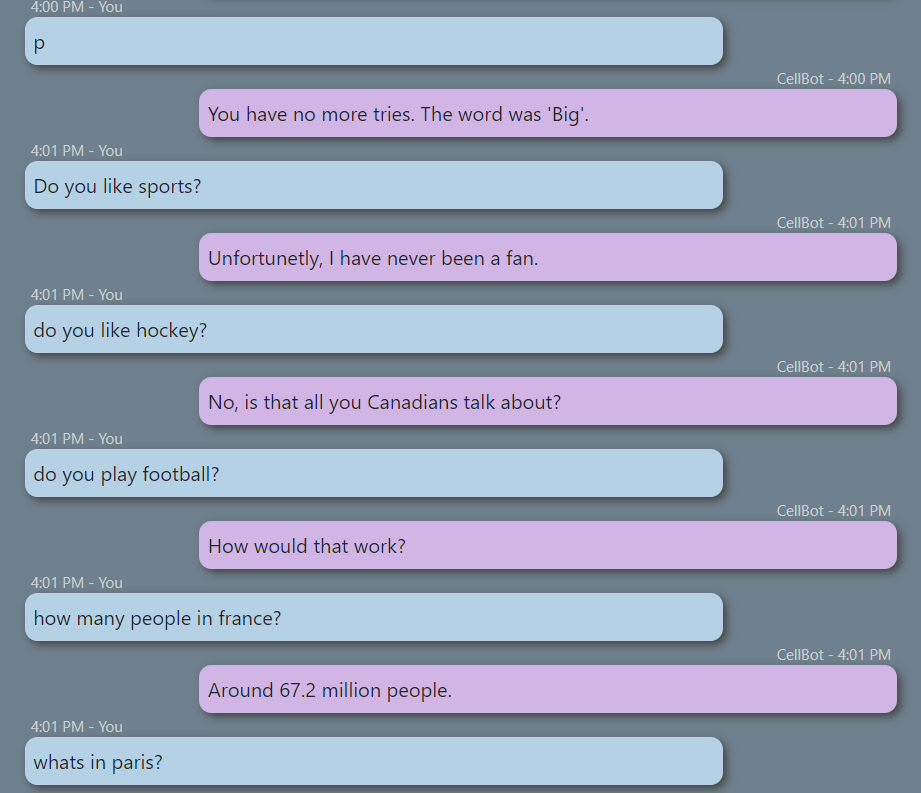 4:00 PM - You
p
CellBot - 4:00 PM
You have no more tries. The word was 'Big'.
4:01 PM - You
Do you like sports?
CellBot - 4:01 PM
Unfortunetly, I have never been a fan.
4:01 PM - You
do you like hockey?
CellBot - 4:01 PM
No, is that all you Canadians talk about?
4:01 PM - You
do you play football?
CellBot - 4:01 PM
How would that work?
4:01 PM - You
how many people in france?
CellBot - 4:01 PM
Around 67.2 million people.
4:01 PM - You
whats in paris?